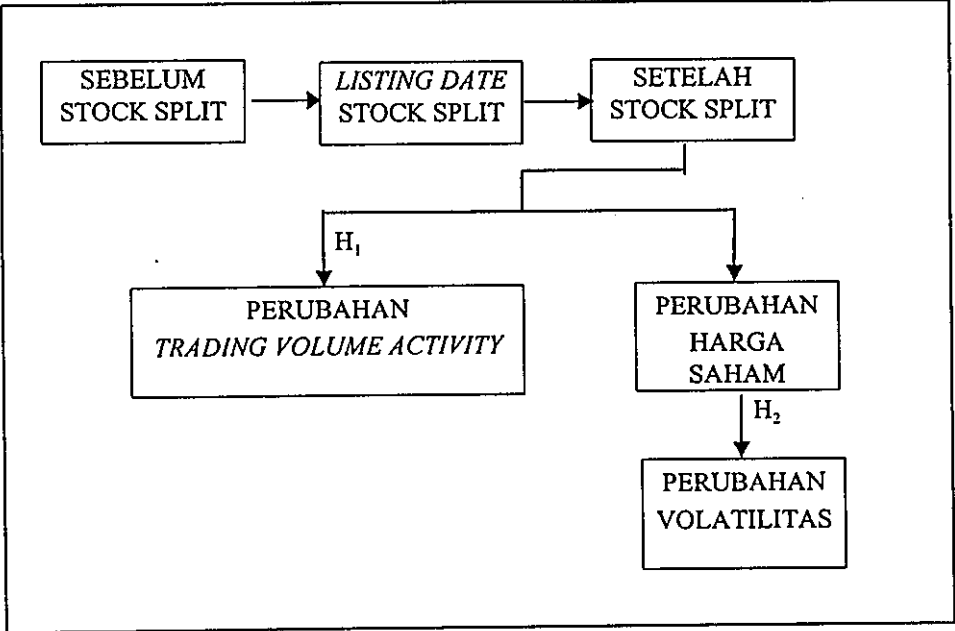 SEBELUM
STOCK SPLIT
LISTING DATE
STOCK SPLIT
SETELAH
STOCK SPLIT
H₁
PERUBAHAN
TRADING VOLUME ACTIVITY
PERUBAHAN
HARGA
SAHAM
H₂
PERUBAHAN
VOLATILITAS